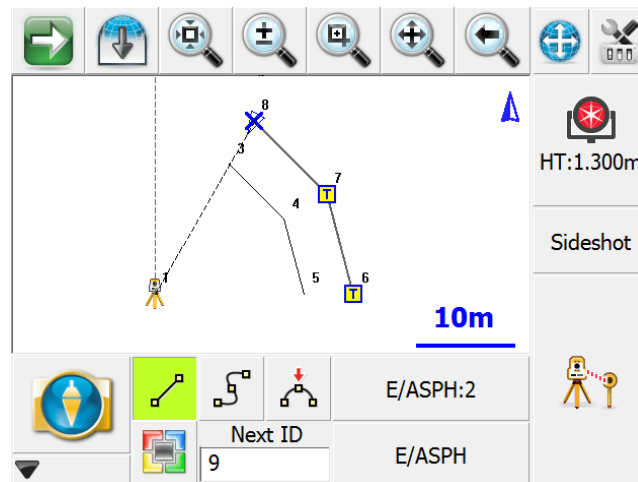 8
3
7
HT:1.300m
4
Sideshot
1
5
6
T
T
10m
E/ASPH:2
Next ID
9
E/ASPH